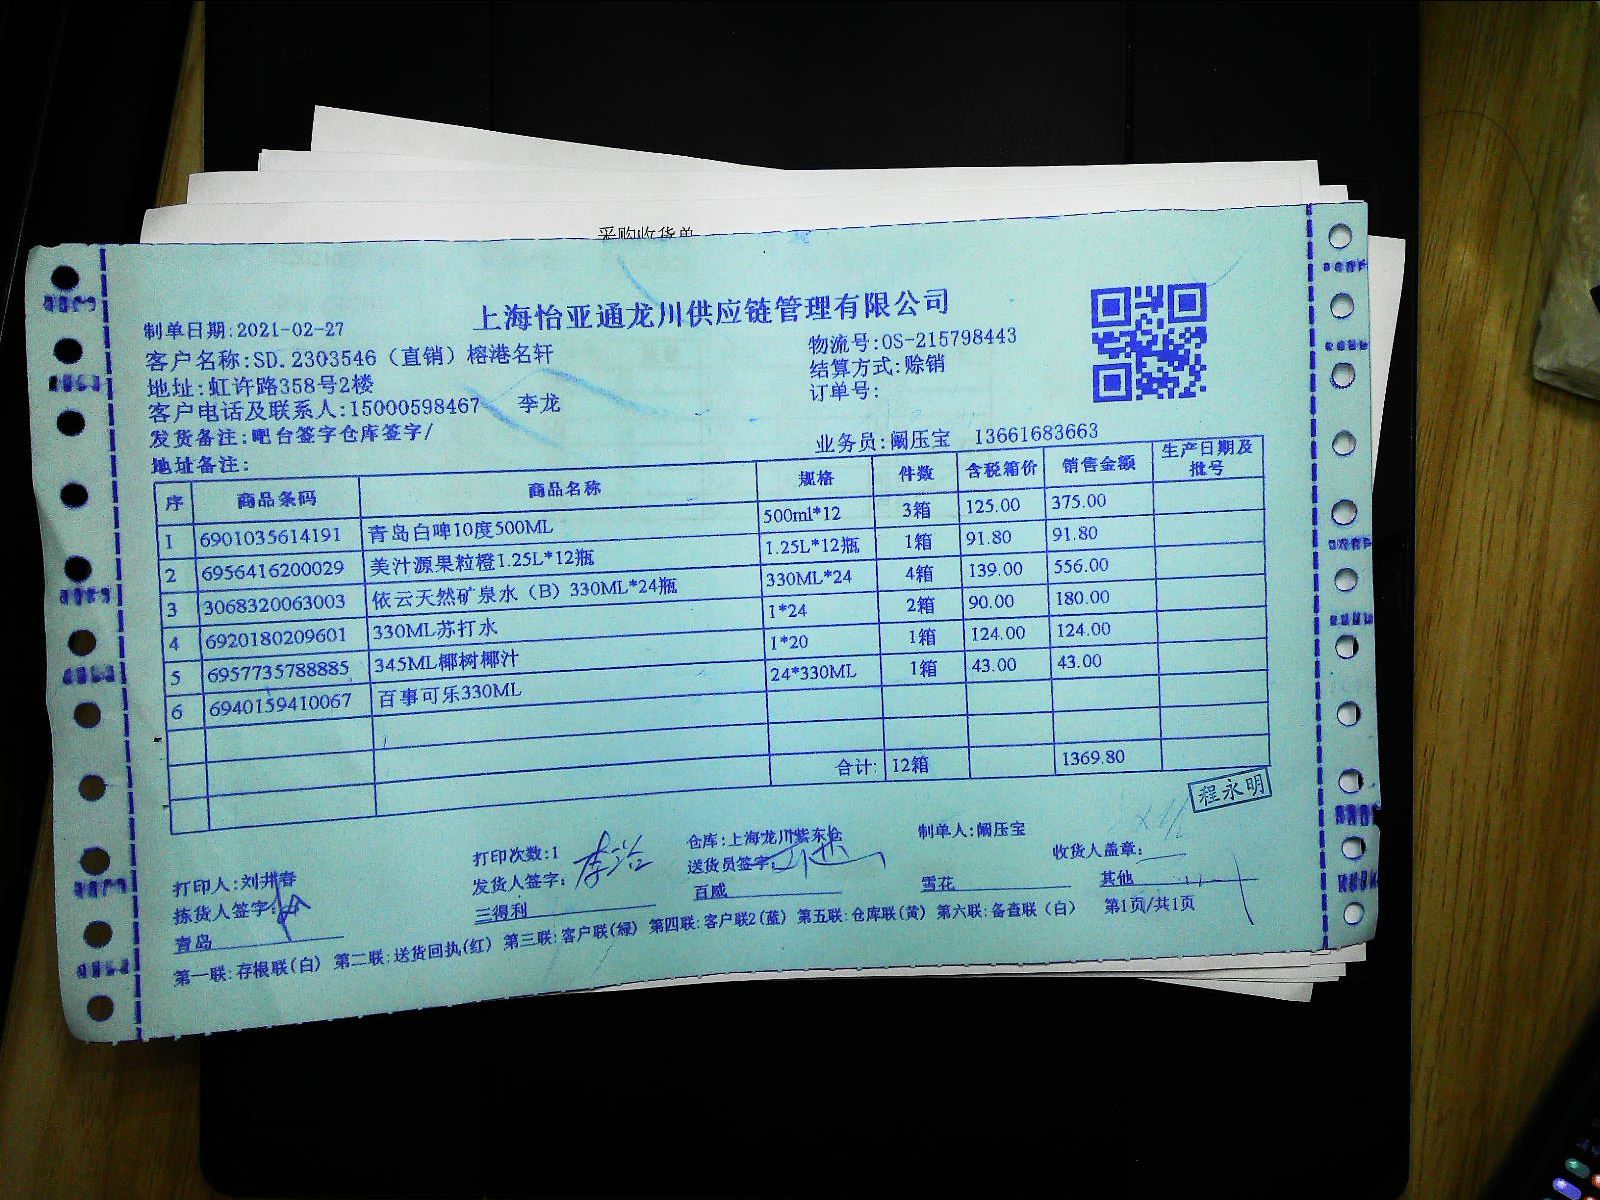 采购收货单
上海怡亚通龙川供应链管理有限公司
制单日期:2021-02-27
物流号:OS-215798443
客户名称:SD.2303546（直销）榕港名轩
结算方式:赊销
地址:虹许路358号2楼
订单号:
客户电话及联系人:15000598467 李龙
发货备注:吧台签字仓库签字/
业务员:阚压宝 13661683663
地址备注:
序 商品条码 商品名称 规格 件数 含税箱价 销售金额 生产日期及批号
1 6901035614191 青岛白啤10度500ML 500ml*12 3箱 125.00 375.00
2 6956416200029 美汁源果粒橙1.25L*12瓶 1.25L*12瓶 1箱 91.80 91.80
3 3068320063003 依云天然矿泉水（B）330ML*24瓶 330ML*24 4箱 139.00 556.00
4 6920180209601 330ML苏打水 1*24 2箱 90.00 180.00
5 6957735788885 345ML椰树椰汁 1*20 1箱 124.00 124.00
6 6940159410067 百事可乐330ML 24*330ML 1箱 43.00 43.00
合计: 12箱 1369.80
程永明
打印人:刘井春 打印次数:1 仓库:上海龙川紫东仓 制单人:阚压宝
拣货人签字: 发货人签字: 送货员签字: 收货人盖章:
青岛 三得利 百威 雪花 其他
第一联:存根联(白) 第二联:送货回执(红) 第三联:客户联(绿) 第四联:客户联2(蓝) 第五联:仓库联(黄) 第六联:备查联（白） 第1页/共1页